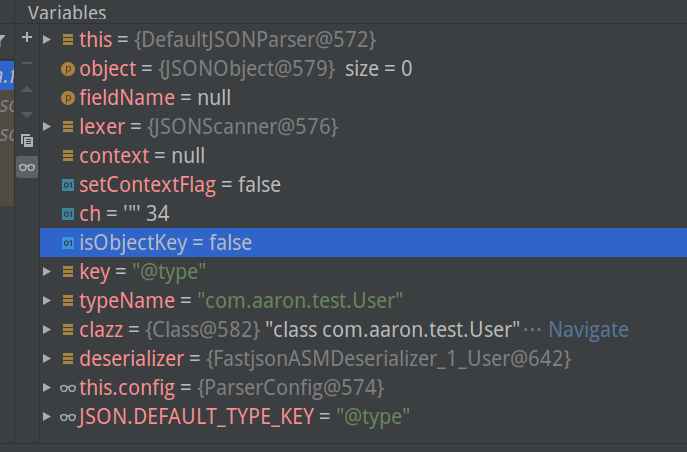 Variables
this = {DefaultJSONParser@572}
object = {JSONObject@579} size = 0
fieldName = null
lexer = {JSONScanner@576}
context = null
setContextFlag = false
ch = '"' 34
isObjectKey = false
key = "@type"
typeName = "com.aaron.test.User"
clazz = {Class@582} "class com.aaron.test.User"··· Navigate
deserializer = {FastjsonASMDeserializer_1_User@642}
this.config = {ParserConfig@574}
JSON.DEFAULT_TYPE_KEY = "@type"